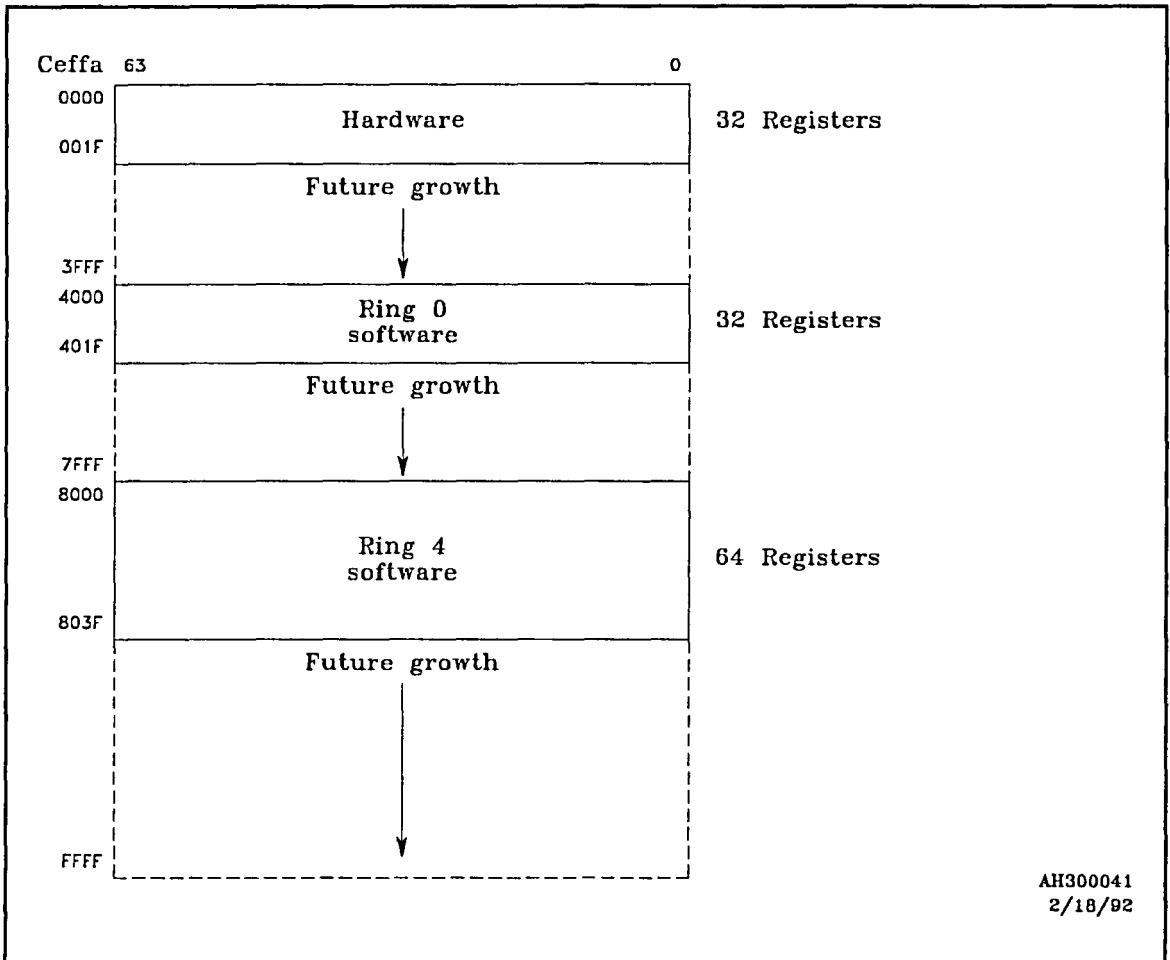 Ceffa 63 0
0000
Hardware 32 Registers
001F
Future growth
3FFF
4000
Ring 0
software
32 Registers
401F
Future growth
7FFF
8000
Ring 4
software
64 Registers
803F
Future growth
FFFF
AH300041
2/18/92